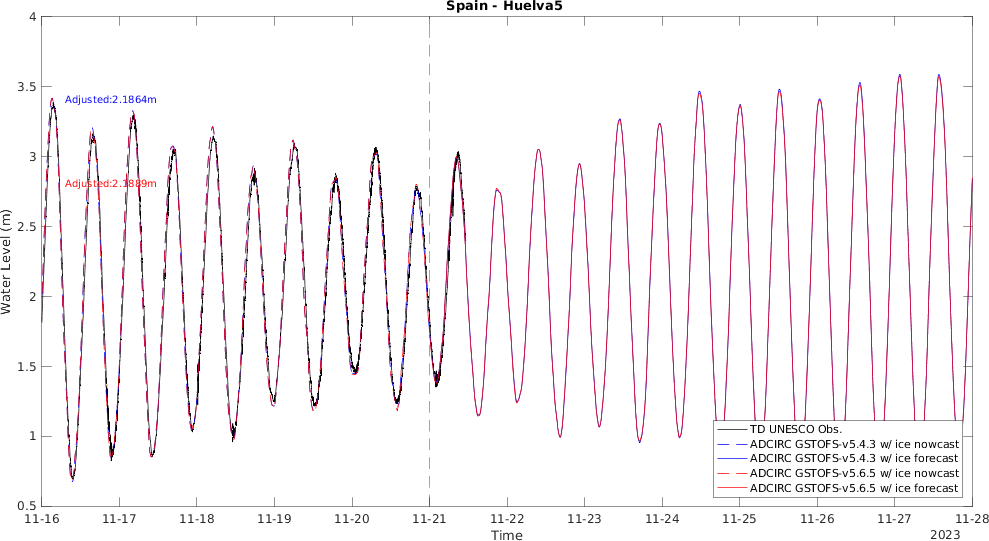 Spain - Huelva5
4
3.5
3
2.5
2
1.5
1
0.5
Water Level (m)
Adjusted:2.1864m
Adjusted:2.1889m
TD UNESCO Obs.
ADCIRC GSTOFS-v5.4.3 w/ ice nowcast
ADCIRC GSTOFS-v5.4.3 w/ ice forecast
ADCIRC GSTOFS-v5.6.5 w/ ice nowcast
ADCIRC GSTOFS-v5.6.5 w/ ice forecast
11-16 11-17 11-18 11-19 11-20 11-21 11-22 11-23 11-24 11-25 11-26 11-27 11-28
Time
2023